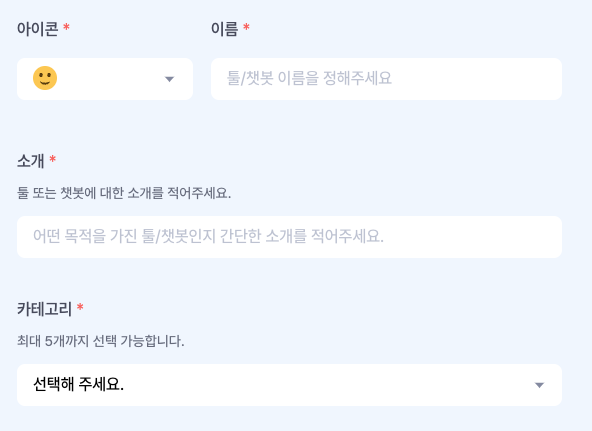 아이콘 *
이름 *
툴/챗봇 이름을 정해주세요
소개 *
툴 또는 챗봇에 대한 소개를 적어주세요.
어떤 목적을 가진 툴/챗봇인지 간단한 소개를 적어주세요.
카테고리 *
최대 5개까지 선택 가능합니다.
선택해 주세요.